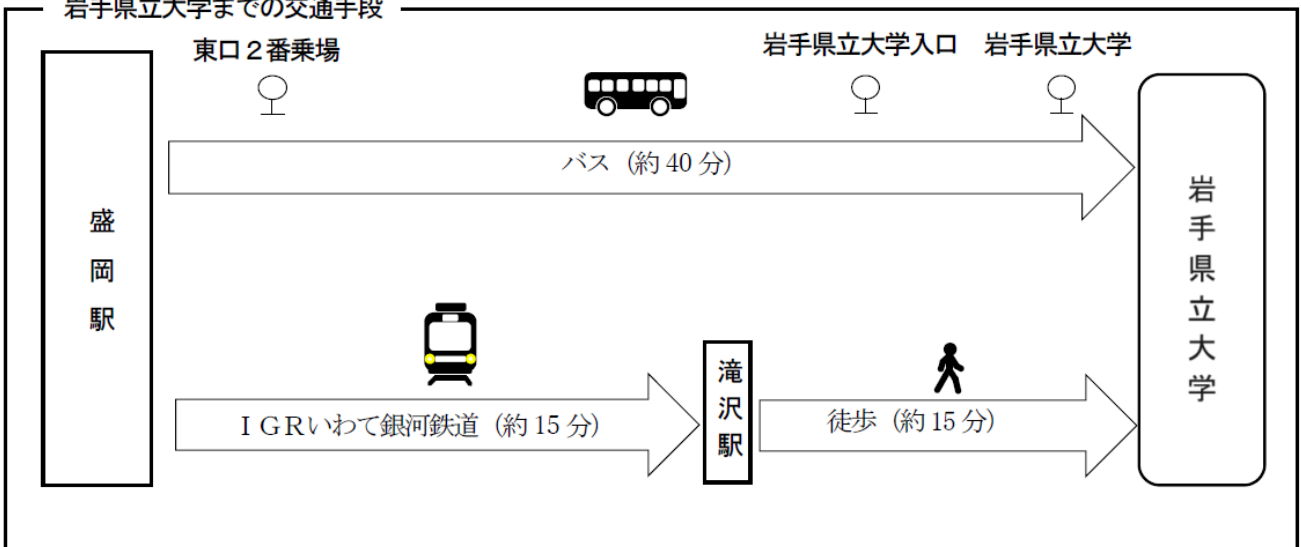 岩手県立大学までの交通手段
東口2番乗場
岩手県立大学入口
岩手県立大学
バス（約40分）
盛岡駅
岩手県立大学
ＩＧＲいわて銀河鉄道（約15分）
滝沢駅
徒歩（約15分）